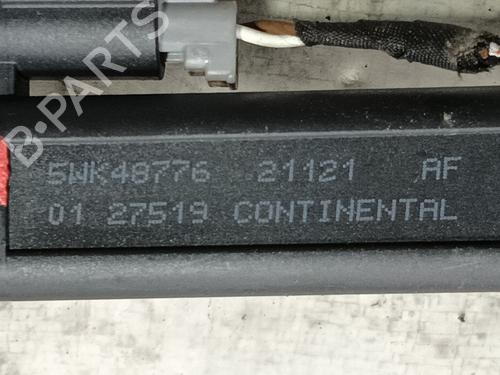 B-PARTS
5WK48776 21121 AF
01 27519 CONTINENTAL